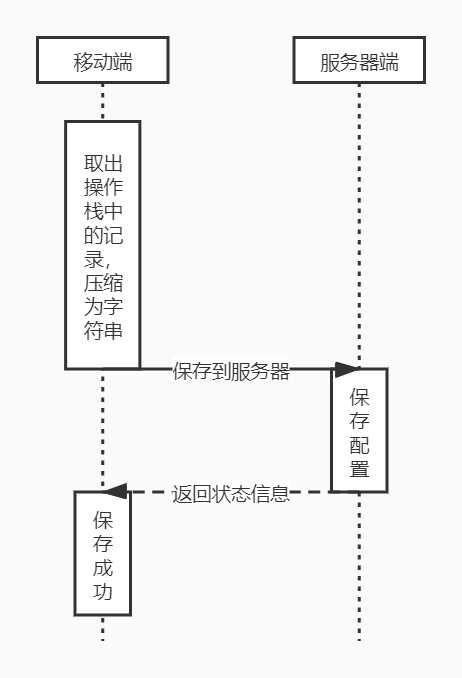 移动端
服务器端
取出
操作
栈中
的记
录，
压缩
为字
符串
保存到服务器
保
存
配
置
返回状态信息
保
存
成
功